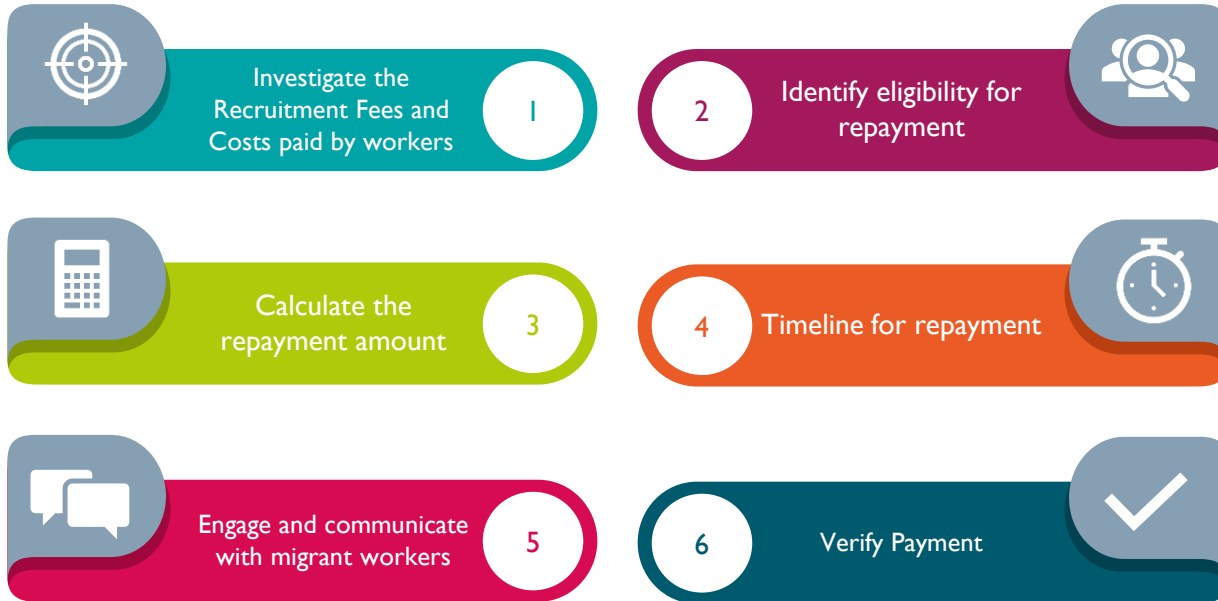 Investigate the
Recruitment Fees and
Costs paid by workers
1
2
Identify eligibility for
repayment
Calculate the
repayment amount
3
4
Timeline for repayment
Engage and communicate
with migrant workers
5
6
Verify Payment